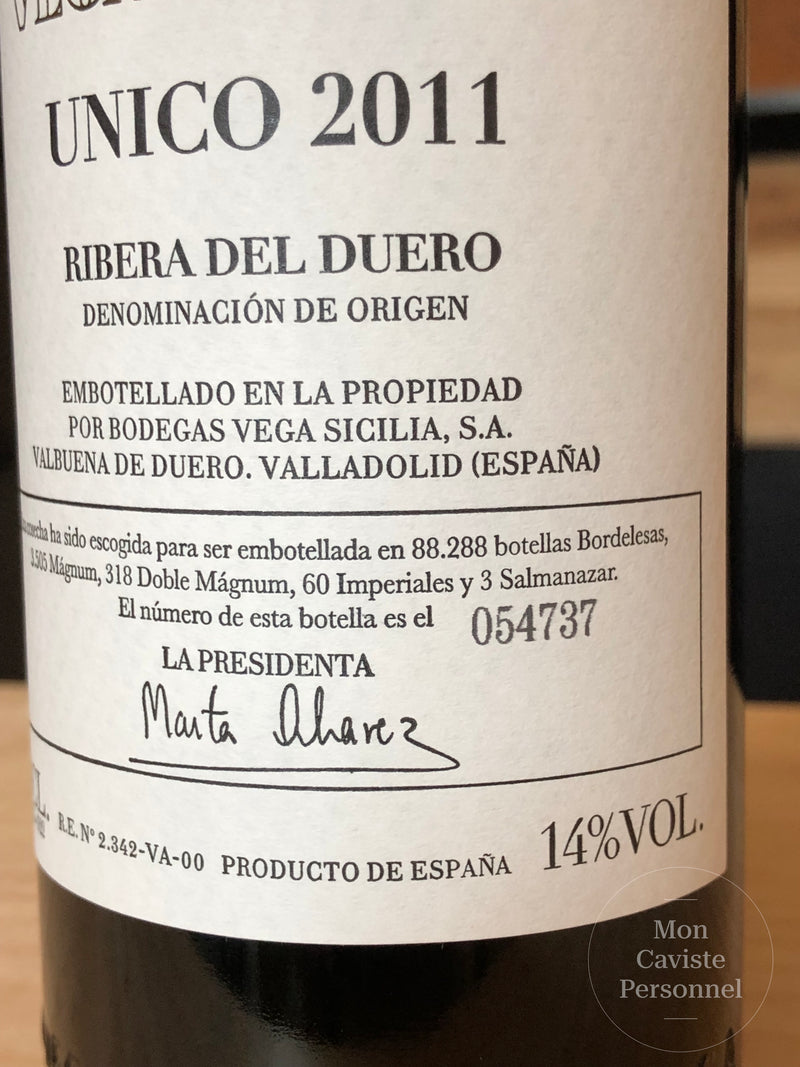 UNICO 2011
RIBERA DEL DUERO
DENOMINACIÓN DE ORIGEN
EMBOTELLADO EN LA PROPIEDAD
POR BODEGAS VEGA SICILIA, S.A.
VALBUENA DE DUERO. VALLADOLID (ESPAÑA)
ha sido escogida para ser embotellada en 88.288 botellas Bordelesas,
3.505 Mágnum, 318 Doble Mágnum, 60 Imperiales y 3 Salmanazar.
El número de esta botella es el 054737
LA PRESIDENTA
Marta Alvarez
R.E. Nº 2.342-VA-00 PRODUCTO DE ESPAÑA 14%VOL.
Mon
Caviste
Personnel